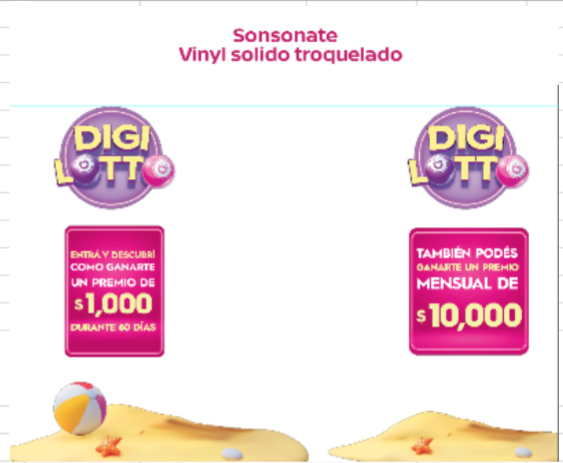 Sonsonate
Vinyl solido troquelado
DIGI
LOTTO
DIGI
LOTTO
ENTRÁ Y DESCUBRÍ
COMO GANARTE
UN PREMIO DE
$1,000
DURANTE 60 DÍAS
TAMBIÉN PODÉS
GANARTE UN PREMIO
MENSUAL DE
$10,000